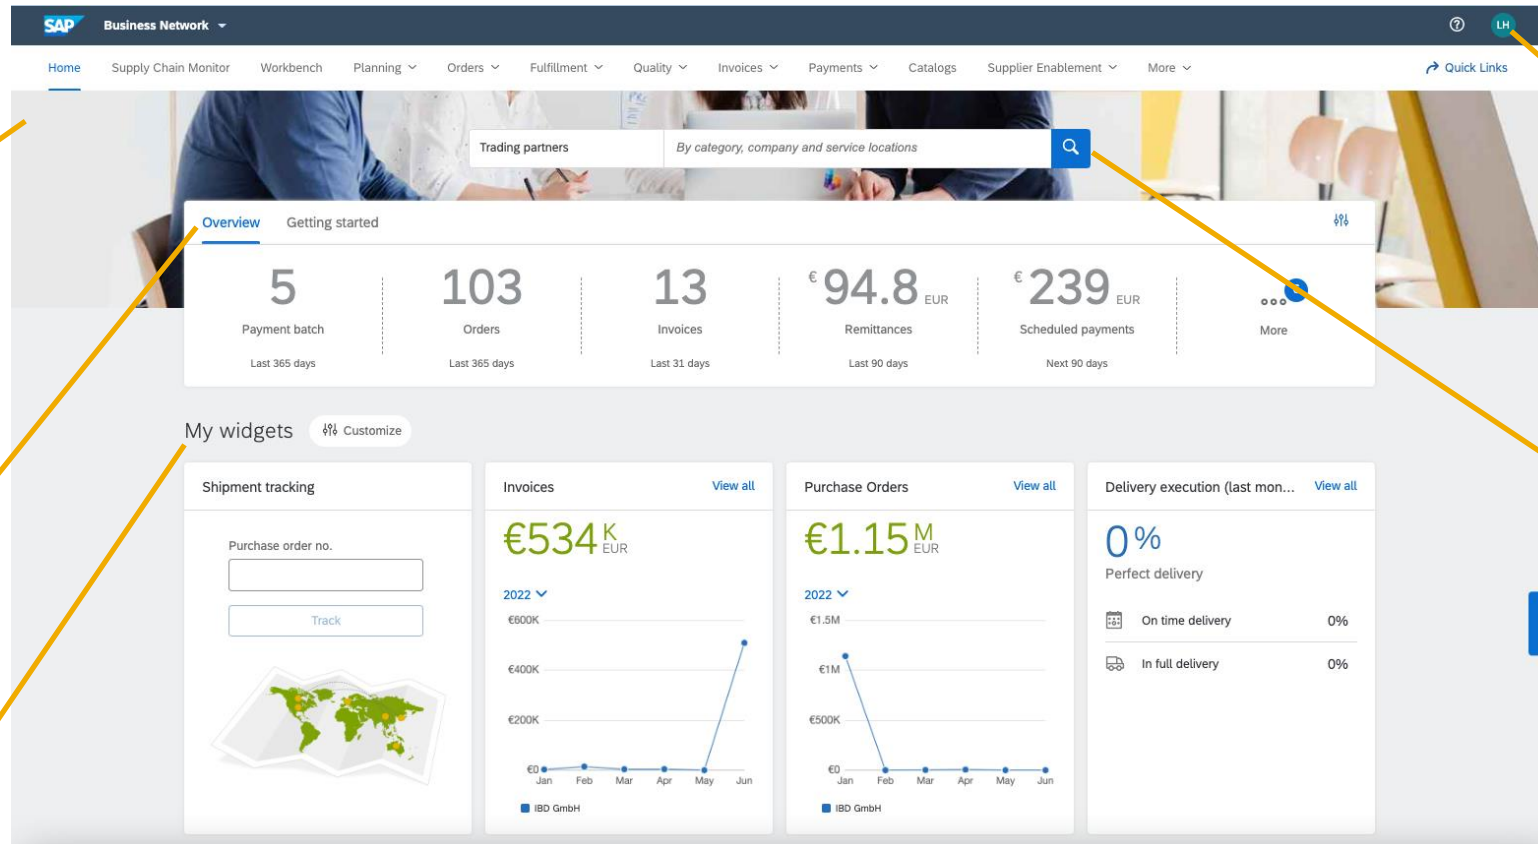 SAP Business Network
LH
Home Supply Chain Monitor Workbench Planning Orders Fulfillment Quality Invoices Payments Catalogs Supplier Enablement More Quick Links
Trading partners By category, company and service locations
Overview Getting started
5 103 13 € 94.8 EUR € 239 EUR
Payment batch Orders Invoices Remittances Scheduled payments More
Last 365 days Last 365 days Last 31 days Last 90 days Next 90 days
My widgets Customize
Shipment tracking
Purchase order no.
Track
Invoices View all
€534 K EUR
2022
€600K
€400K
€200K
€0
Jan Feb Mar Apr May Jun
IBD GmbH
Purchase Orders View all
€1.15 M EUR
2022
€1.5M
€1M
€500K
€0
Jan Feb Mar Apr May Jun
IBD GmbH
Delivery execution (last mon... View all
0 %
Perfect delivery
On time delivery 0%
In full delivery 0%